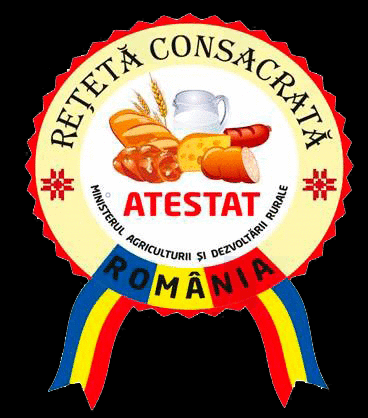 REȚETĂ CONSACRATĂ
ATESTAT
MINISTERUL AGRICULTURII ȘI DEZVOLTĂRII RURALE
ROMÂNIA